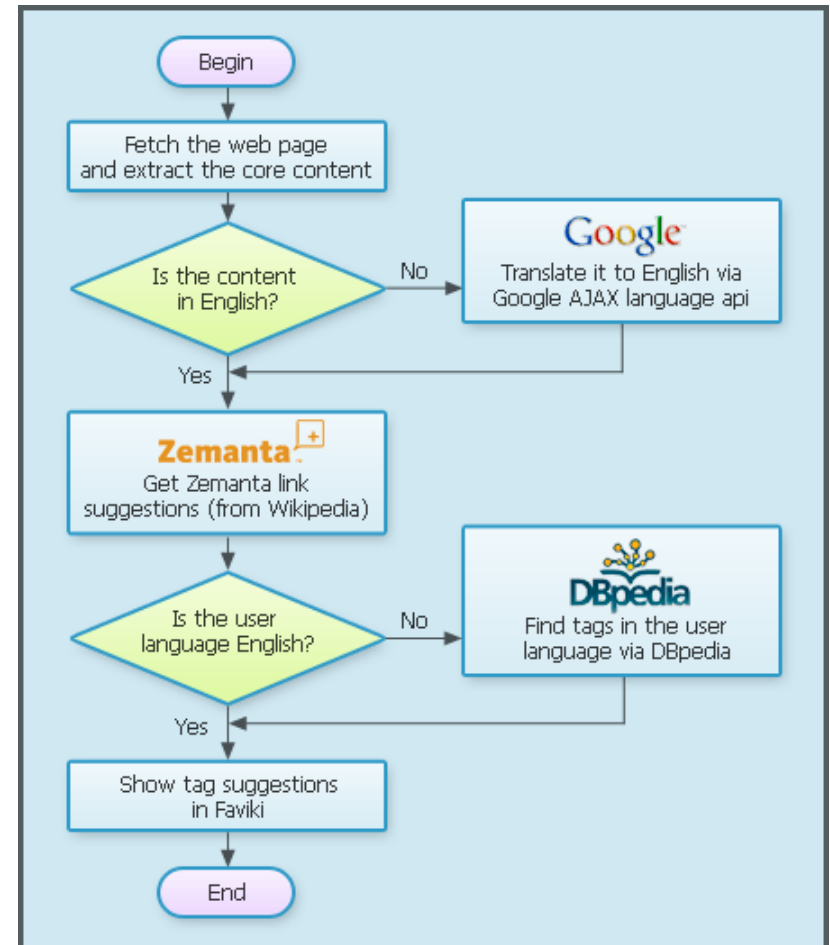 Begin
Fetch the web page
and extract the core content
Is the content
in English?
No
Google
Translate it to English via
Google AJAX language api
Yes
Zemanta
Get Zemanta link
suggestions (from Wikipedia)
Is the user
language English?
No
DBpedia
Find tags in the user
language via DBpedia
Yes
Show tag suggestions
in Faviki
End